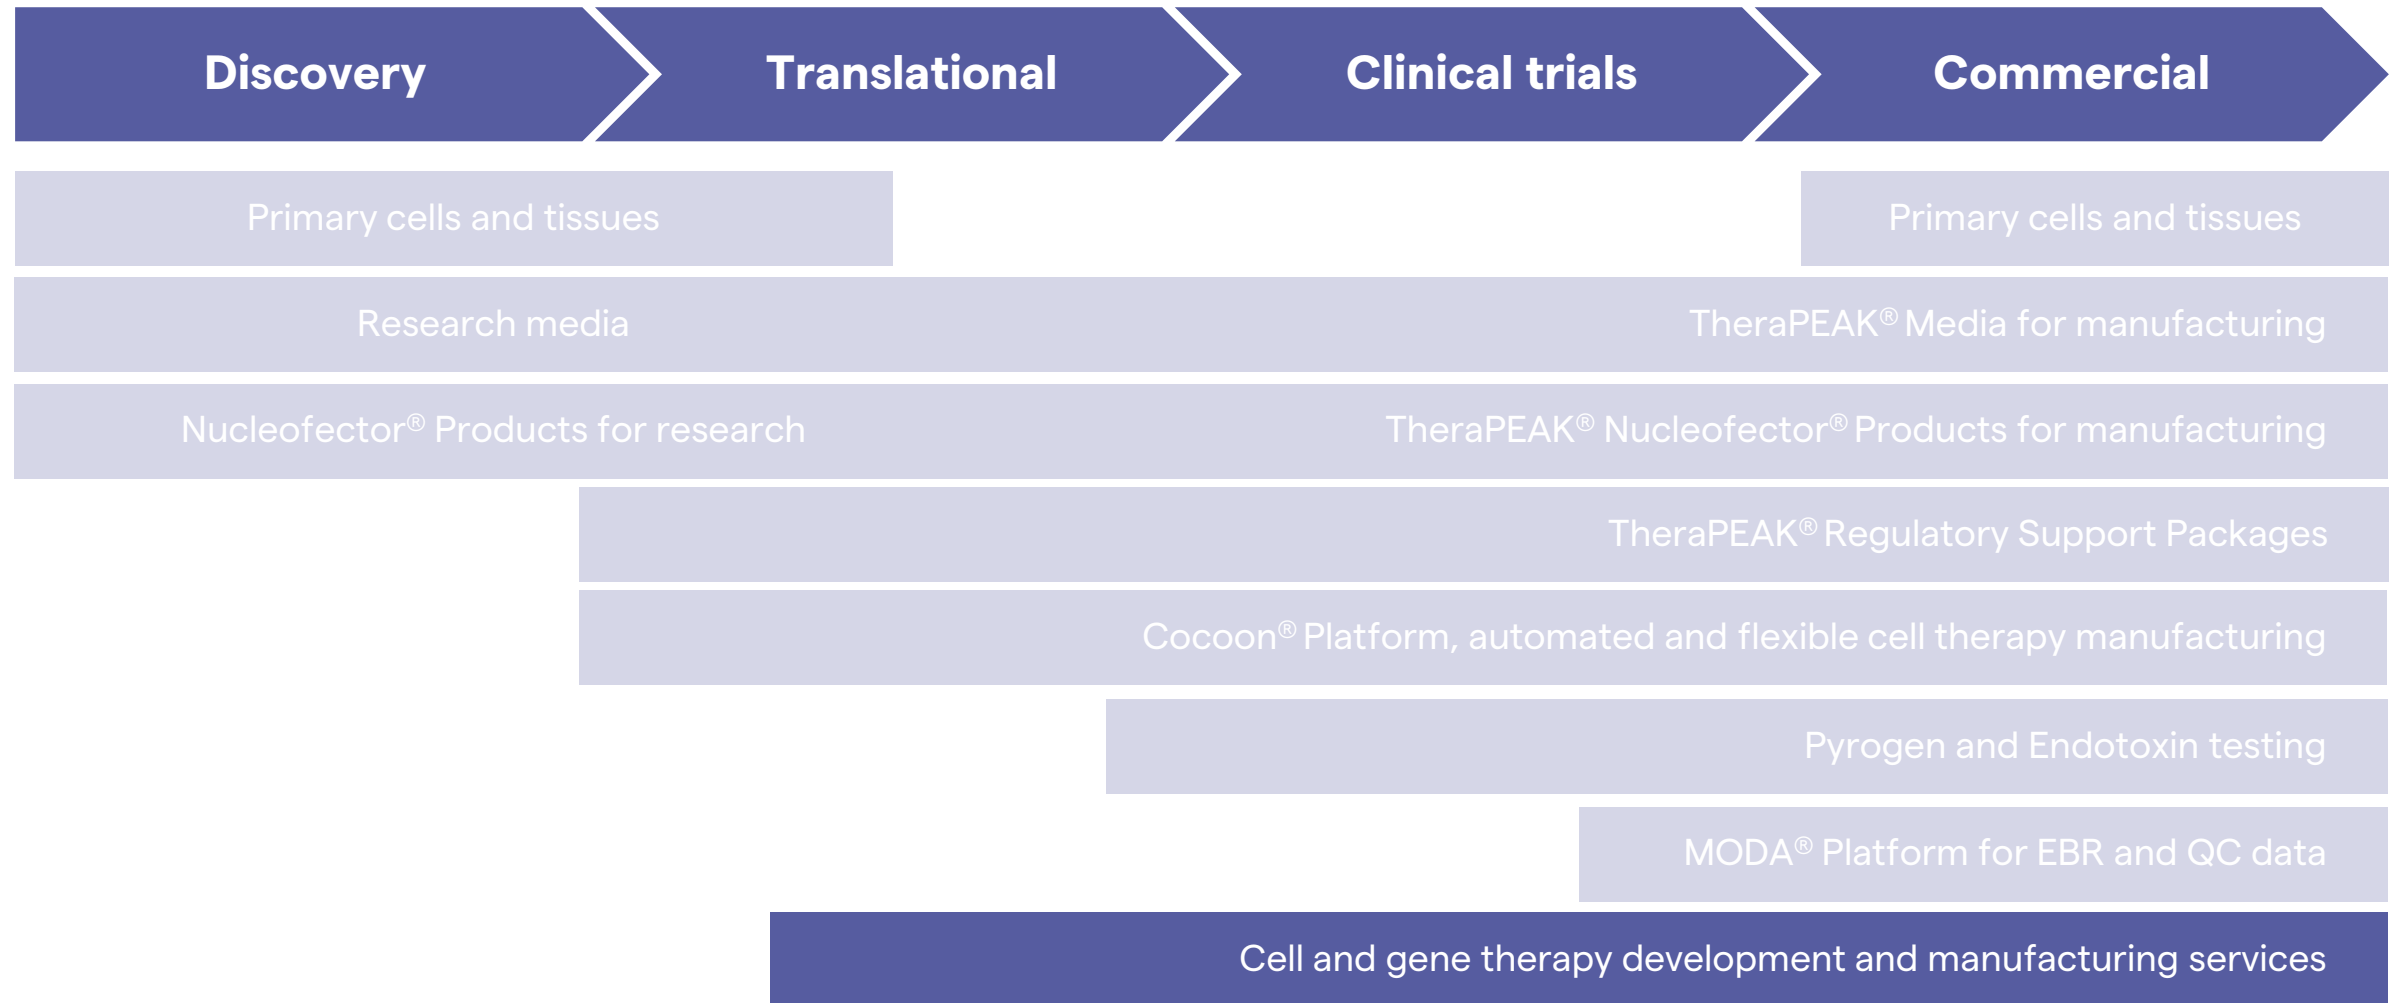 Discovery
Translational
Clinical trials
Commercial
Primary cells and tissues
Primary cells and tissues
Research media
TheraPEAK® Media for manufacturing
Nucleofector® Products for research
TheraPEAK® Nucleofector® Products for manufacturing
TheraPEAK® Regulatory Support Packages
Cocoon® Platform, automated and flexible cell therapy manufacturing
Pyrogen and Endotoxin testing
MODA® Platform for EBR and QC data
Cell and gene therapy development and manufacturing services